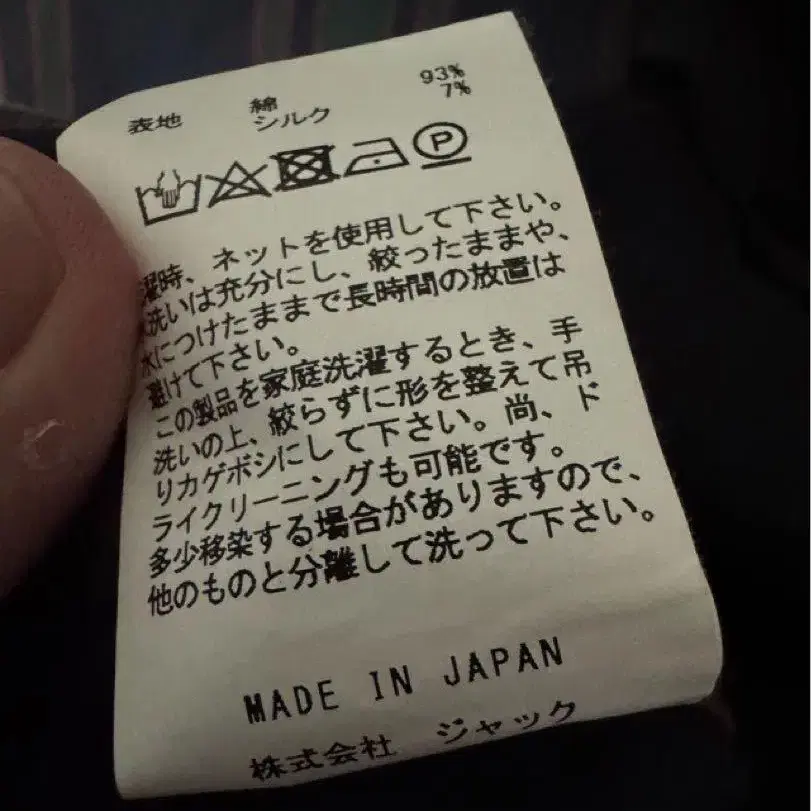 表地 綿 93%
シルク 7%
P
濯時、ネットを使用して下さい。
洗いは充分にし、絞ったままや、
水につけたままで長時間の放置は
避けて下さい。
この製品を家庭洗濯するとき、手
洗いの上、絞らずに形を整えて吊
りカゲボシにして下さい。尚、ド
ライクリーニングも可能です。
多少移染する場合がありますので、
他のものと分離して洗って下さい。
MADE IN JAPAN
株式会社 ジャック